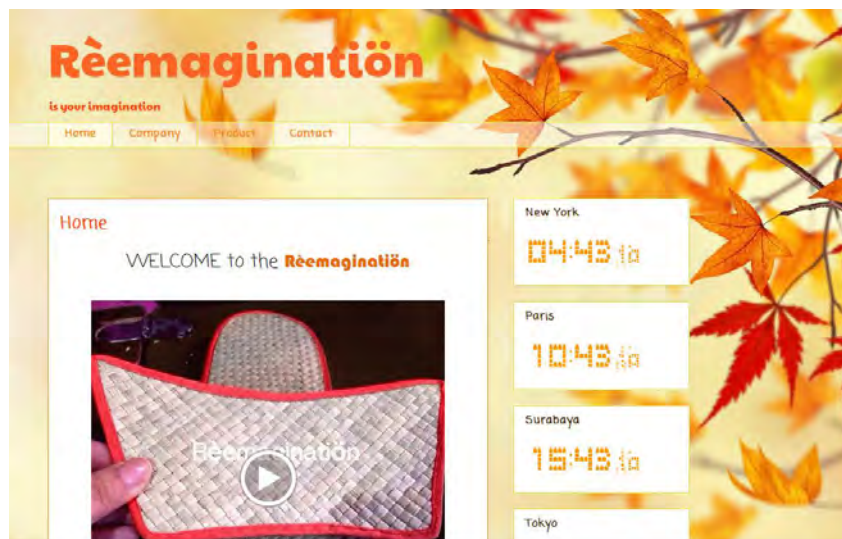 Rèemaginatiön
is your imagination
Home Company Product Contact
Home
WELCOME to the Rèemaginatiön
Rèemaginatiön
New York
04:43
Paris
10:43
Surabaya
15:43
Tokyo